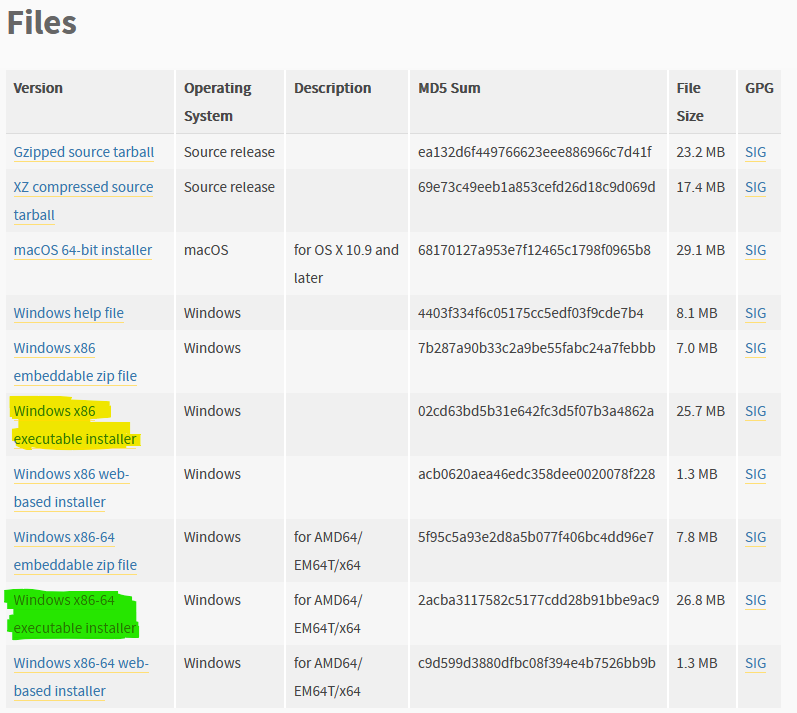 Files
Version Operating System Description MD5 Sum File Size GPG
Gzipped source tarball Source release ea132d6f449766623eee886966c7d41f 23.2 MB SIG
XZ compressed source tarball Source release 69e73c49eeb1a853cefd26d18c9d069d 17.4 MB SIG
macOS 64-bit installer macOS for OS X 10.9 and later 68170127a953e7f12465c1798f0965b8 29.1 MB SIG
Windows help file Windows 4403f334f6c05175cc5edf03f9cde7b4 8.1 MB SIG
Windows x86 embeddable zip file Windows 7b287a90b33c2a9be55fabc24a7febbb 7.0 MB SIG
Windows x86 executable installer Windows 02cd63bd5b31e642fc3d5f07b3a4862a 25.7 MB SIG
Windows x86 web-based installer Windows acb0620aea46edc358dee0020078f228 1.3 MB SIG
Windows x86-64 embeddable zip file Windows for AMD64/EM64T/x64 5f95c5a93e2d8a5b077f406bc4dd96e7 7.8 MB SIG
Windows x86-64 executable installer Windows for AMD64/EM64T/x64 2acba3117582c5177cdd28b91bbe9ac9 26.8 MB SIG
Windows x86-64 web-based installer Windows for AMD64/EM64T/x64 c9d599d3880dfbc08f394e4b7526bb9b 1.3 MB SIG